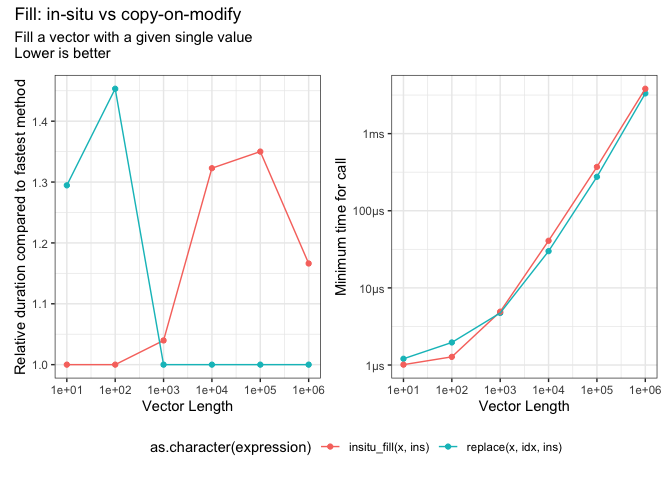 Fill: in-situ vs copy-on-modify
Fill a vector with a given single value
Lower is better
Relative duration compared to fastest method
1.4
1.3
1.2
1.1
1.0
1e+01 1e+02 1e+03 1e+04 1e+05 1e+06
Vector Length
Minimum time for call
1ms
100µs
10µs
1µs
1e+01 1e+02 1e+03 1e+04 1e+05 1e+06
Vector Length
as.character(expression) insitu_fill(x, ins) replace(x, idx, ins)